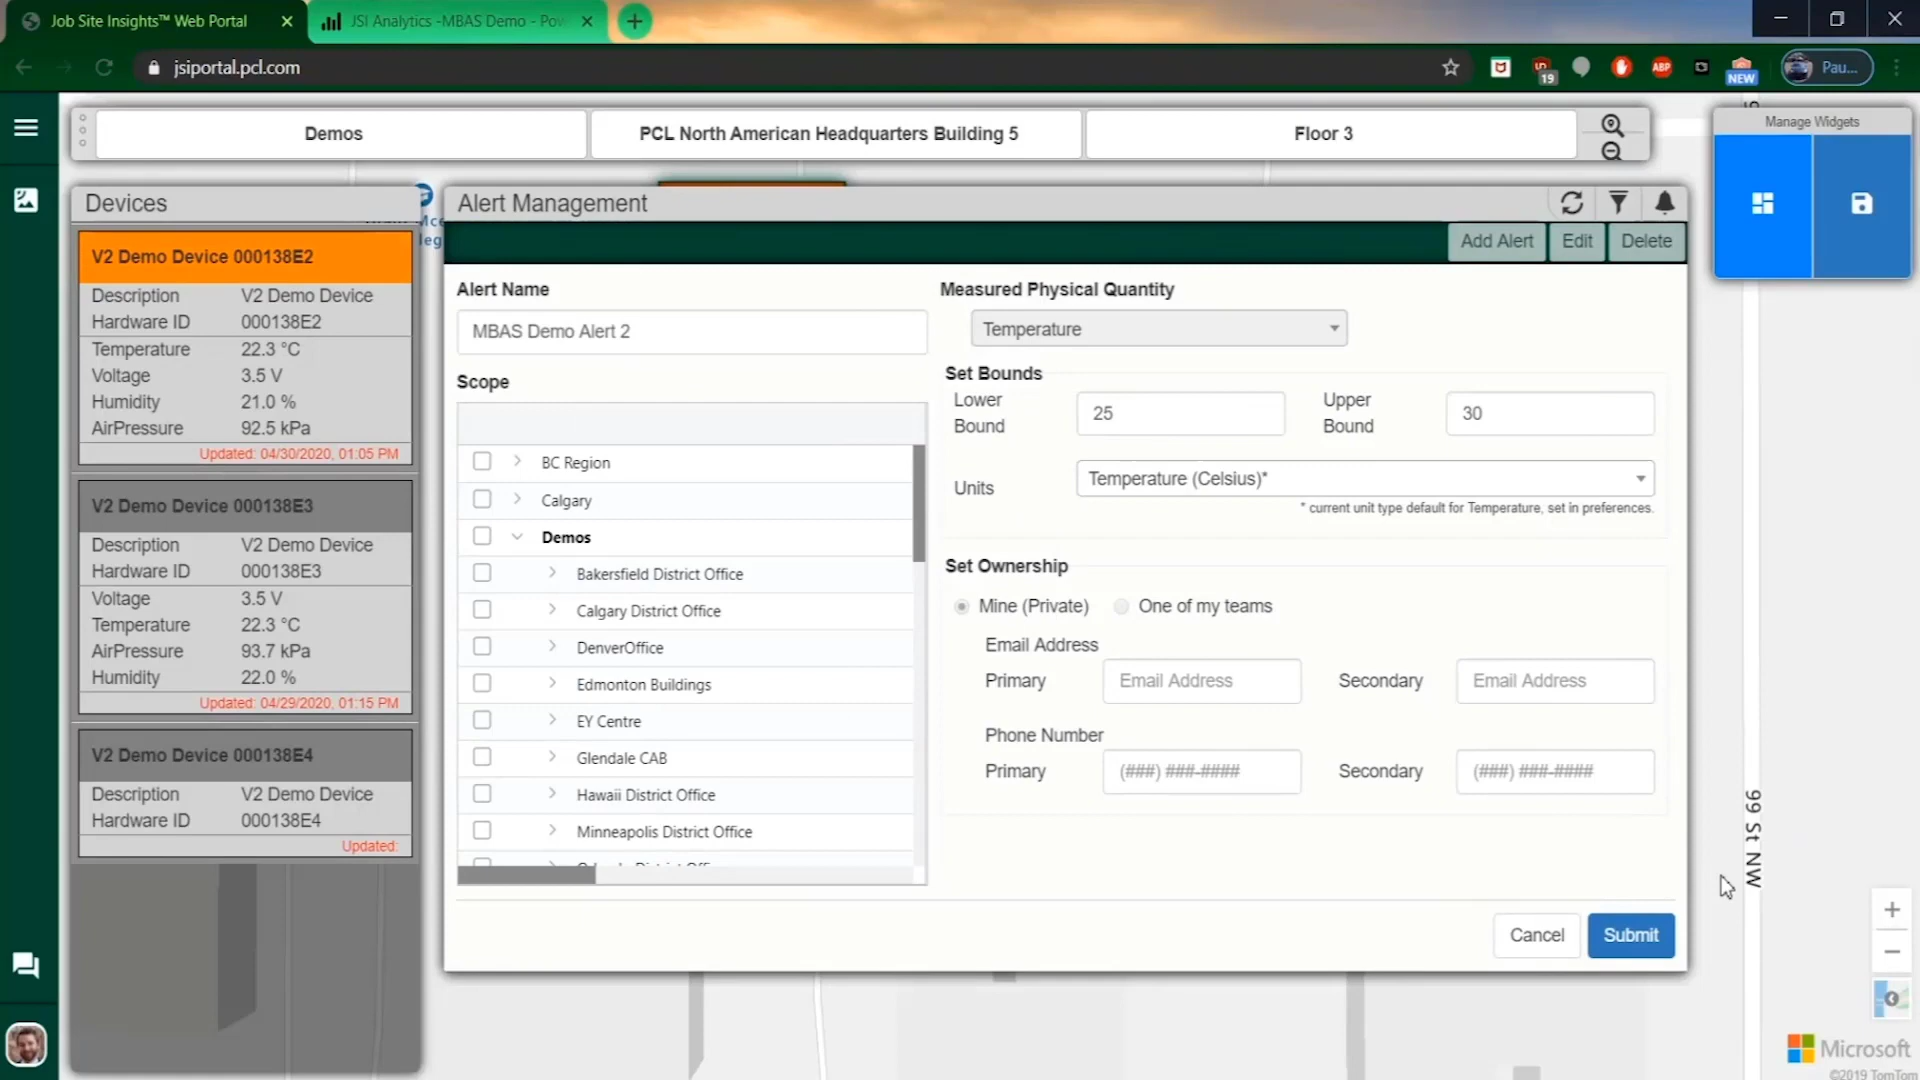 Job Site Insights™ Web Portal
JSI Analytics -MBAS Demo - Pow
jsiportal.pcl.com
19
ABP
NEW
Pau...
Demos
PCL North American Headquarters Building 5
Floor 3
Manage Widgets
Devices
Alert Management
Add Alert
Edit
Delete
V2 Demo Device 000138E2
Description V2 Demo Device
Hardware ID 000138E2
Temperature 22.3 °C
Voltage 3.5 V
Humidity 21.0 %
AirPressure 92.5 kPa
Updated: 04/30/2020, 01:05 PM
V2 Demo Device 000138E3
Description V2 Demo Device
Hardware ID 000138E3
Voltage 3.5 V
Temperature 22.3 °C
AirPressure 93.7 kPa
Humidity 22.0 %
Updated: 04/29/2020, 01:15 PM
V2 Demo Device 000138E4
Description V2 Demo Device
Hardware ID 000138E4
Updated:
Alert Name
MBAS Demo Alert 2
Scope
BC Region
Calgary
Demos
Bakersfield District Office
Calgary District Office
DenverOffice
Edmonton Buildings
EY Centre
Glendale CAB
Hawaii District Office
Minneapolis District Office
Measured Physical Quantity
Temperature
Set Bounds
Lower Bound 25
Upper Bound 30
Units Temperature (Celsius)*
* current unit type default for Temperature, set in preferences.
Set Ownership
Mine (Private) One of my teams
Email Address
Primary Email Address Secondary Email Address
Phone Number
Primary (###) ###-#### Secondary (###) ###-####
Cancel
Submit
99 St NW
Microsoft
©2019 TomTom